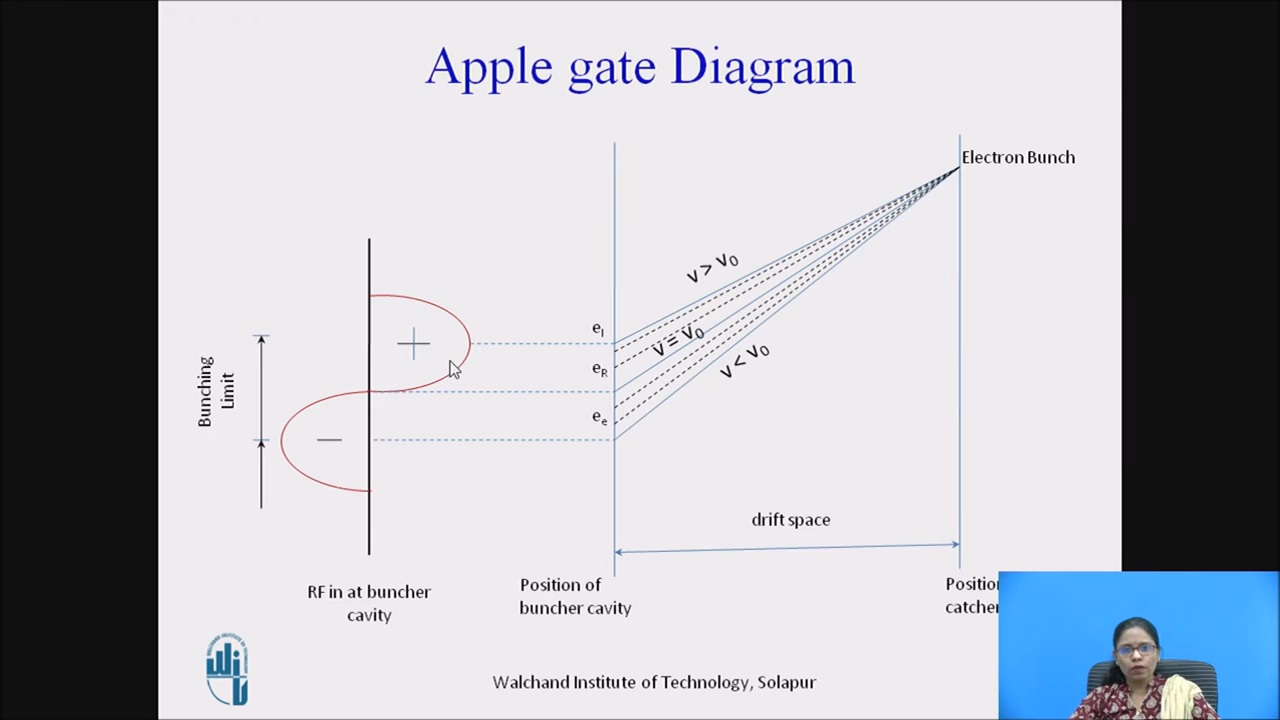 Apple gate Diagram
Electron Bunch
v > v0
eI
v = v0
eR
v < v0
ee
+
—
Bunching
Limit
drift space
RF in at buncher
cavity
Position of
buncher cavity
catcher
Walchand Institute of Technology, Solapur